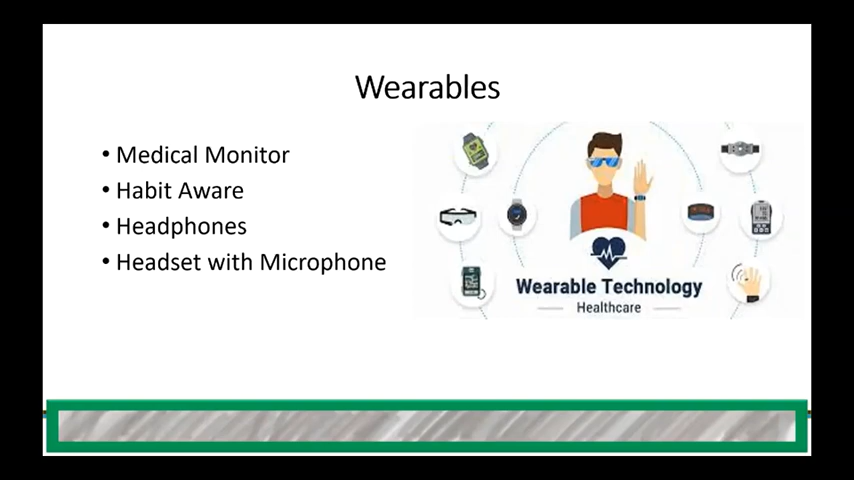 Wearables
• Medical Monitor
• Habit Aware
• Headphones
• Headset with Microphone
Wearable Technology
Healthcare